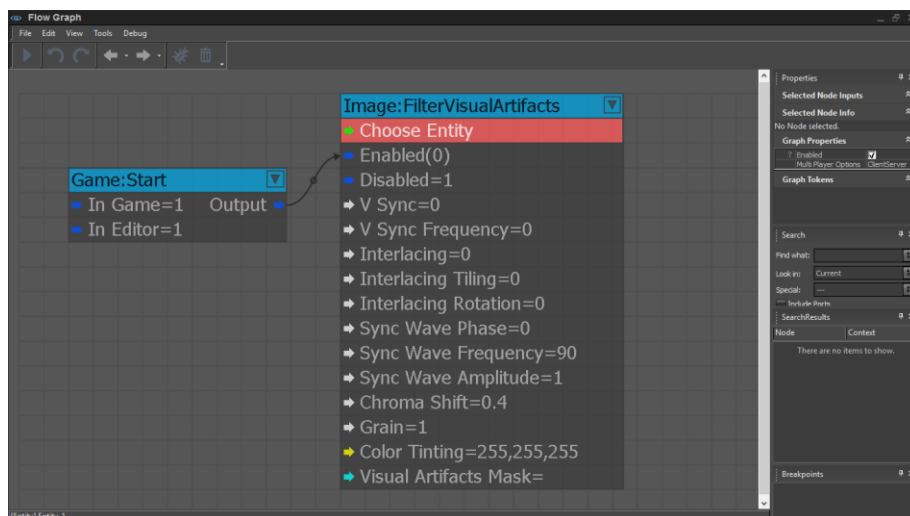 Flow Graph
File Edit View Tools Debug
Image:FilterVisualArtifacts
Choose Entity
Enabled(0)
Disabled=1
V Sync=0
V Sync Frequency=0
Interlacing=0
Interlacing Tiling=0
Interlacing Rotation=0
Sync Wave Phase=0
Sync Wave Frequency=90
Sync Wave Amplitude=1
Chroma Shift=0.4
Grain=1
Color Tinting=255,255,255
Visual Artifacts Mask=
Game:Start
In Game=1 Output
In Editor=1
Properties
Selected Node Inputs
Selected Node Info
No Node selected.
Graph Properties
? Enabled
Multi Player Options ClientServer
Graph Tokens
Search
Find what:
Look in: Current
Special: ---
Include Ports
SearchResults
Node Context
There are no items to show.
Breakpoints